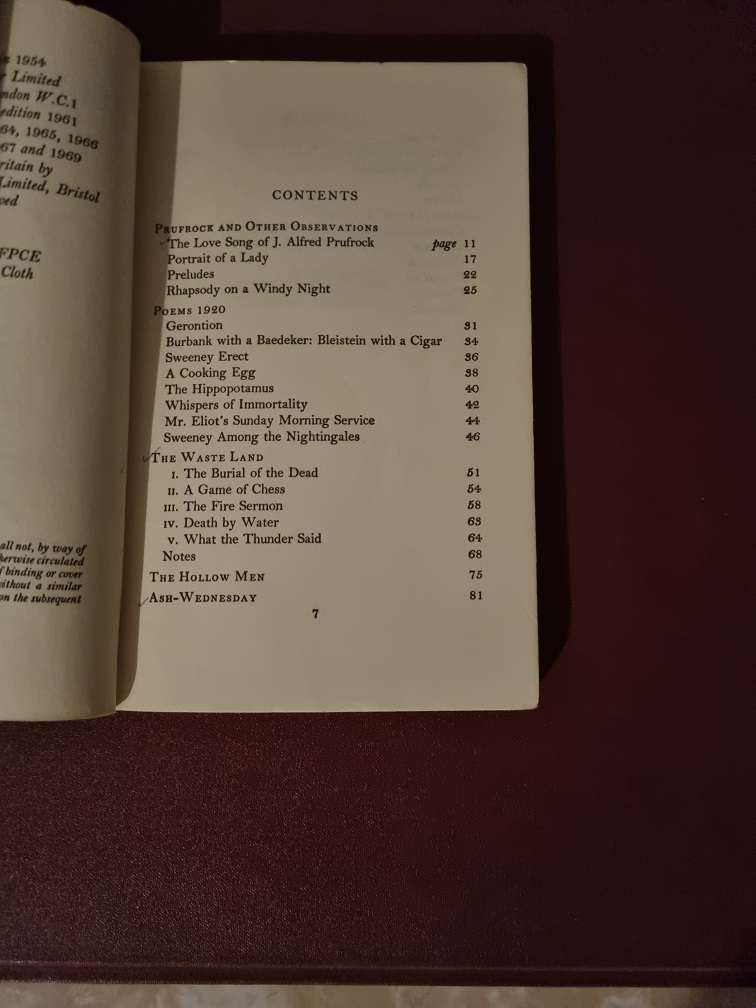 1954
Limited
W.C.1
edition 1961
64, 1965, 1966
67 and 1969
by
Limited, Bristol
FPCE
Cloth
all not, by way of
circulated
binding or cover
without a similar
on the subsequent
CONTENTS
PRUFROCK AND OTHER OBSERVATIONS
The Love Song of J. Alfred Prufrock page 11
Portrait of a Lady 17
Preludes 22
Rhapsody on a Windy Night 25
POEMS 1920
Gerontion 31
Burbank with a Baedeker: Bleistein with a Cigar 34
Sweeney Erect 36
A Cooking Egg 38
The Hippopotamus 40
Whispers of Immortality 42
Mr. Eliot's Sunday Morning Service 44
Sweeney Among the Nightingales 46
THE WASTE LAND
I. The Burial of the Dead 51
II. A Game of Chess 54
III. The Fire Sermon 58
IV. Death by Water 63
V. What the Thunder Said 64
Notes 68
THE HOLLOW MEN 75
ASH-WEDNESDAY 81
7